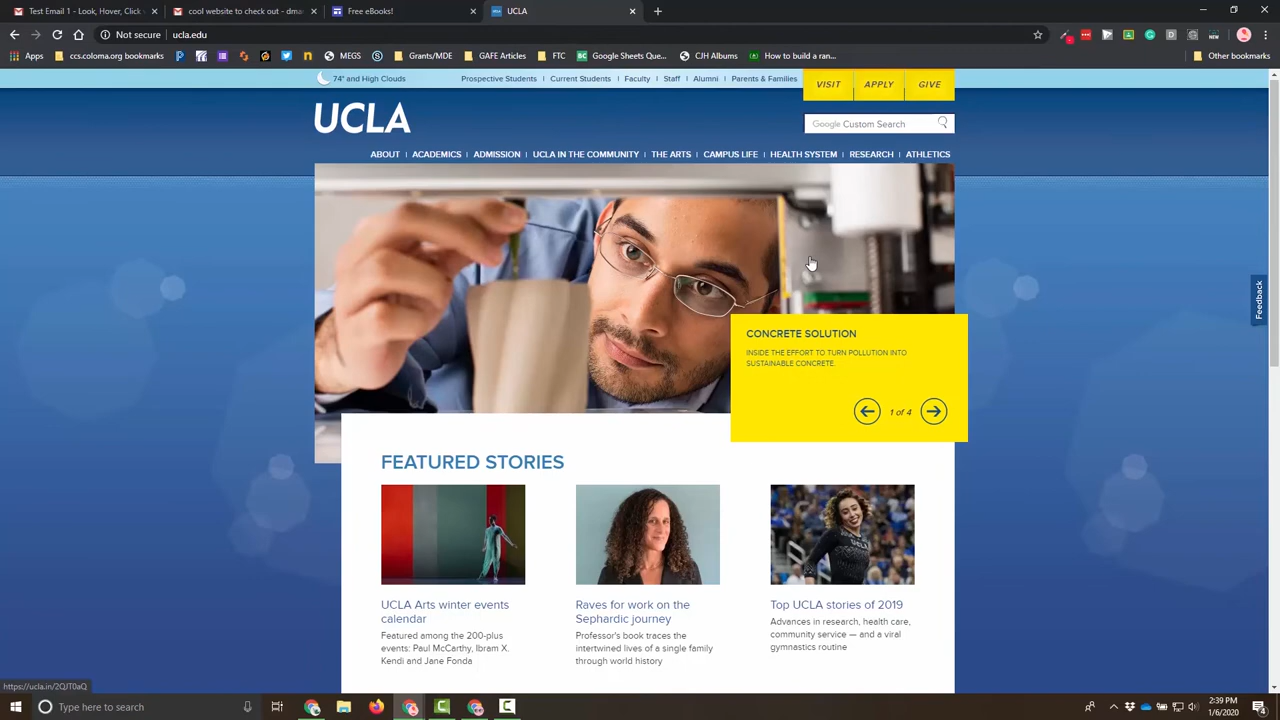 Test Email 1 - Look, Hover, Click
cool website to check out - dma
Free eBooks!
UCLA
Not secure
ucla.edu
Apps
ccs.coloma.org bookmarks
MEGS
Grants/MDE
GAFE Articles
FTC
Google Sheets Que...
CJH Albums
How to build a ran...
Other bookmarks
74° and High Clouds
Prospective Students
Current Students
Faculty
Staff
Alumni
Parents & Families
VISIT
APPLY
GIVE
UCLA
Google Custom Search
ABOUT
ACADEMICS
ADMISSION
UCLA IN THE COMMUNITY
THE ARTS
CAMPUS LIFE
HEALTH SYSTEM
RESEARCH
ATHLETICS
Feedback
CONCRETE SOLUTION
INSIDE THE EFFORT TO TURN POLLUTION INTO
SUSTAINABLE CONCRETE.
1 of 4
FEATURED STORIES
UCLA Arts winter events
calendar
Featured among the 200-plus
events: Paul McCarthy, Ibram X.
Kendi and Jane Fonda
Raves for work on the
Sephardic journey
Professor's book traces the
intertwined lives of a single family
through world history
Top UCLA stories of 2019
Advances in research, health care,
community service — and a viral
gymnastics routine
https://ucla.in/2QJT0aQ
Type here to search
2:39 PM
1/6/2020